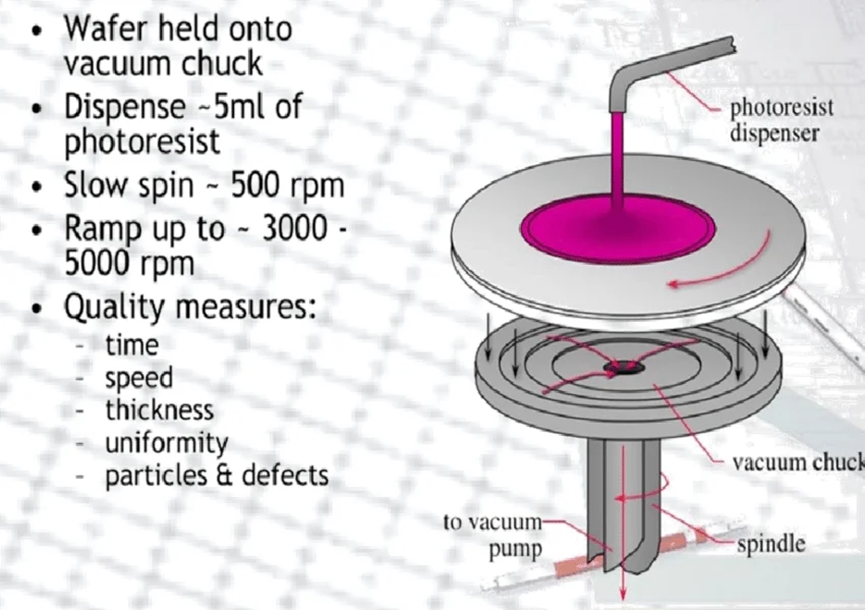 • Wafer held onto
vacuum chuck
• Dispense ~5ml of
photoresist
• Slow spin ~ 500 rpm
• Ramp up to ~ 3000 -
5000 rpm
• Quality measures:
- time
- speed
- thickness
- uniformity
- particles & defects
photoresist
dispenser
vacuum chuck
to vacuum
pump
spindle